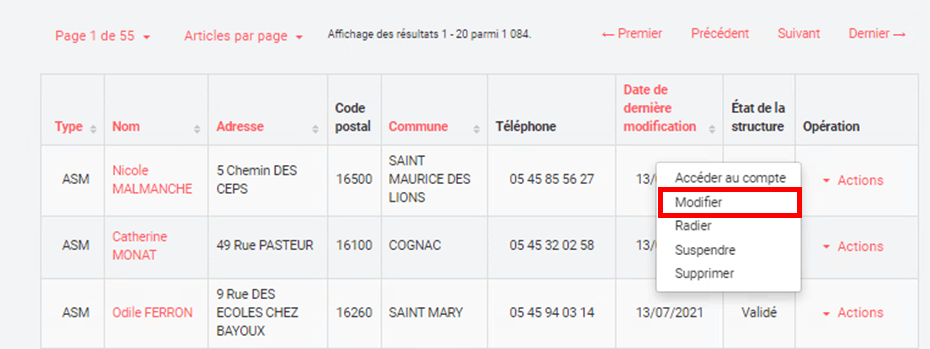 Page 1 de 55 Articles par page Affichage des résultats 1 - 20 parmi 1 084. ← Premier Précédent Suivant Dernier →
Type Nom Adresse Code postal Commune Téléphone Date de dernière modification État de la structure Opération
ASM Nicole MALMANCHE 5 Chemin DES CEPS 16500 SAINT MAURICE DES LIONS 05 45 85 56 27 13/0 Actions
Accéder au compte
Modifier
Radier
Suspendre
Supprimer
ASM Catherine MONAT 49 Rue PASTEUR 16100 COGNAC 05 45 32 02 58 13/0 Actions
ASM Odile FERRON 9 Rue DES ECOLES CHEZ BAYOUX 16260 SAINT MARY 05 45 94 03 14 13/07/2021 Validé Actions